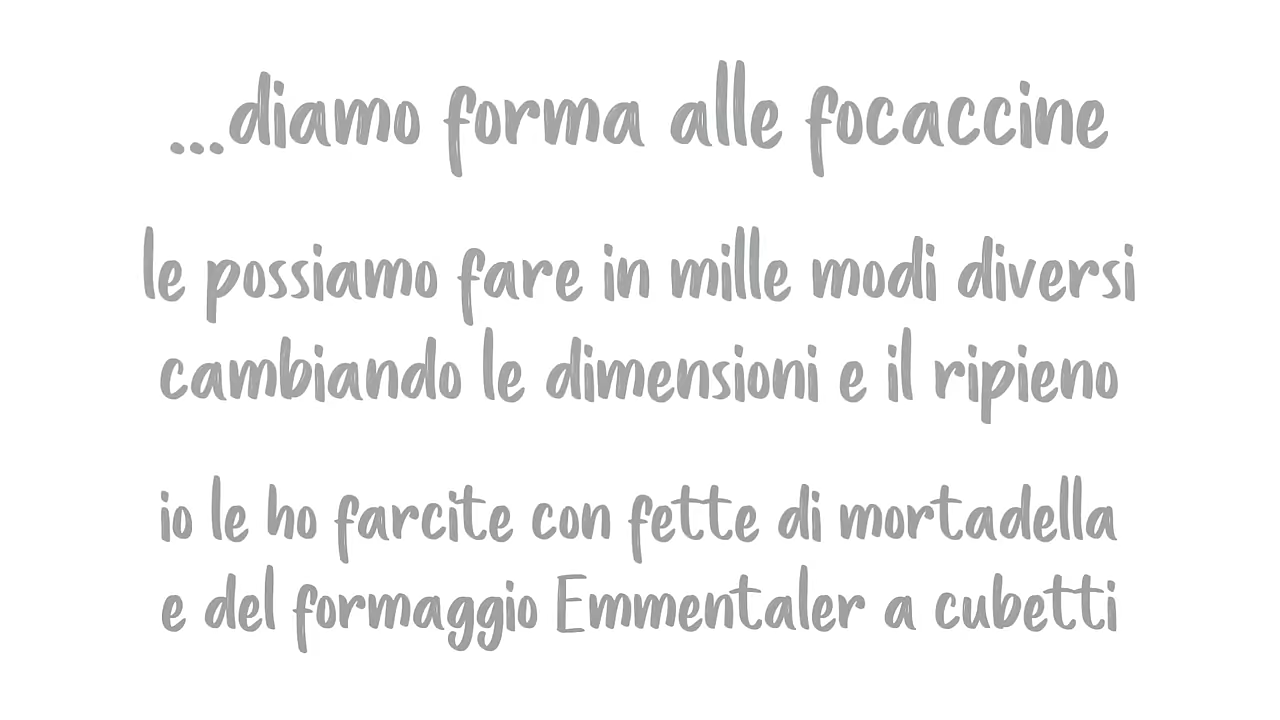 ...diamo forma alle focaccine
le possiamo fare in mille modi diversi
cambiando le dimensioni e il ripieno
io le ho farcite con fette di mortadella
e del formaggio Emmentaler a cubetti